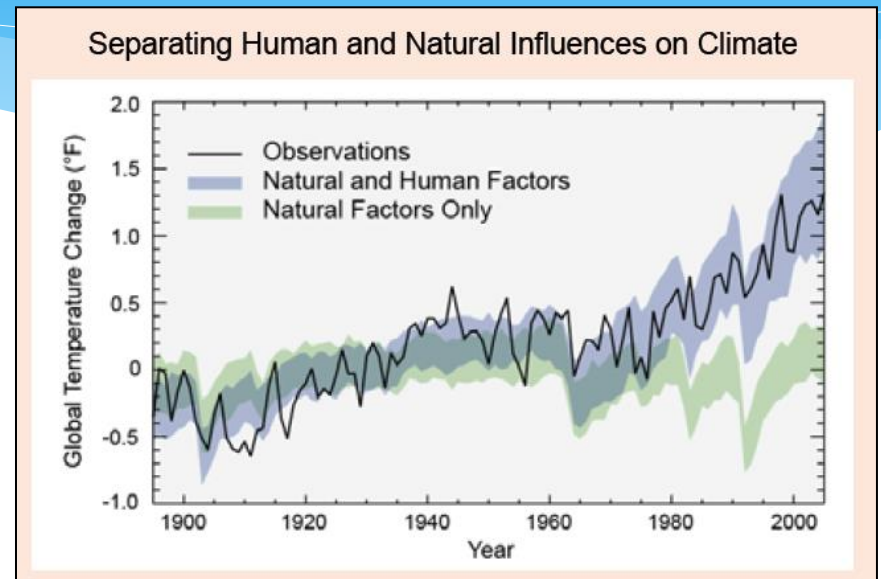 Separating Human and Natural Influences on Climate
Global Temperature Change (°F)
2.0
1.5
1.0
0.5
0
-0.5
-1.0
Observations
Natural and Human Factors
Natural Factors Only
1900 1920 1940 1960 1980 2000
Year